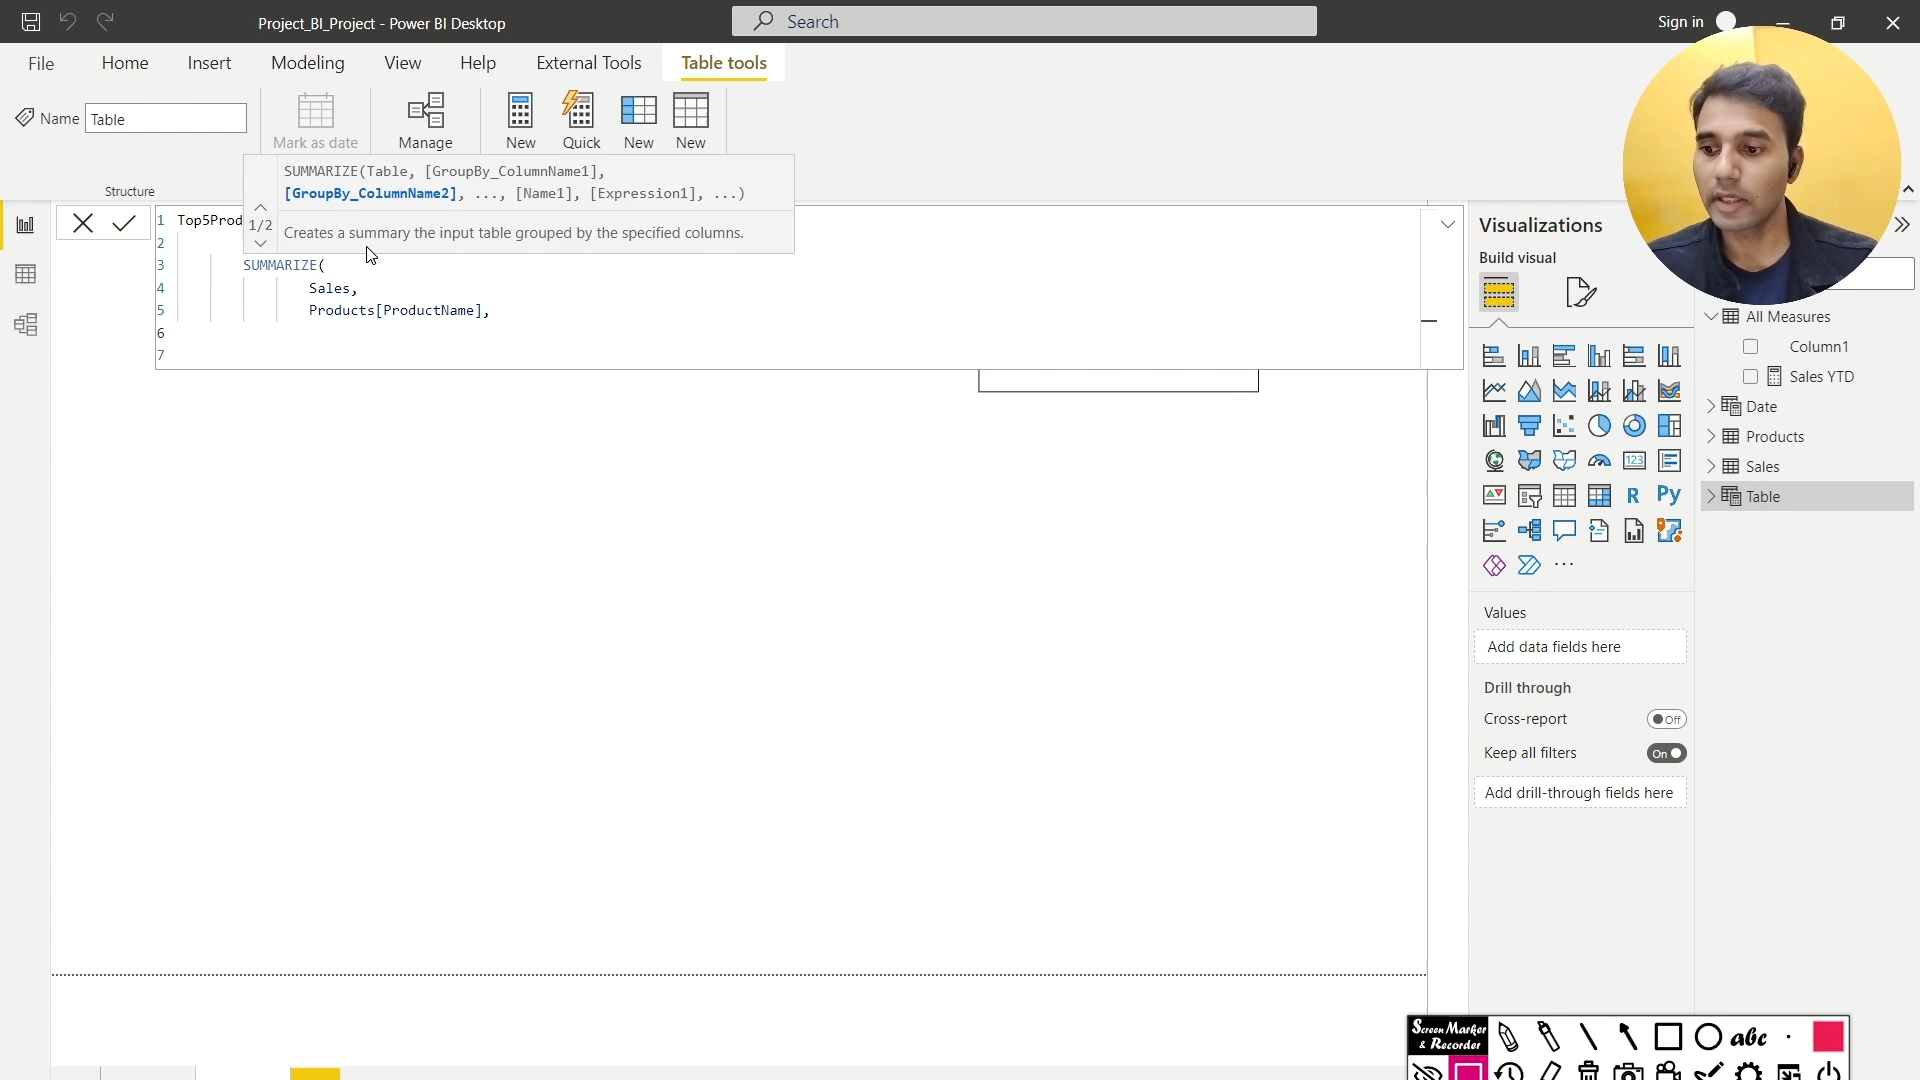 Project_BI_Project - Power BI Desktop
Search
Sign in
File Home Insert Modeling View Help External Tools Table tools
Name Table
Mark as date
Manage
New
Quick
New
New
Structure
SUMMARIZE(Table, [GroupBy_ColumnName1],
[GroupBy_ColumnName2], ..., [Name1], [Expression1], ...)
1/2
Creates a summary the input table grouped by the specified columns.
1 Top5Prod
2
3 SUMMARIZE(
4 Sales,
5 Products[ProductName],
6
7
Visualizations
Build visual
123
R
Py
...
Values
Add data fields here
Drill through
Cross-report Off
Keep all filters On
Add drill-through fields here
All Measures
Column1
Sales YTD
Date
Products
Sales
Table
Screen Marker
& Recorder
abc